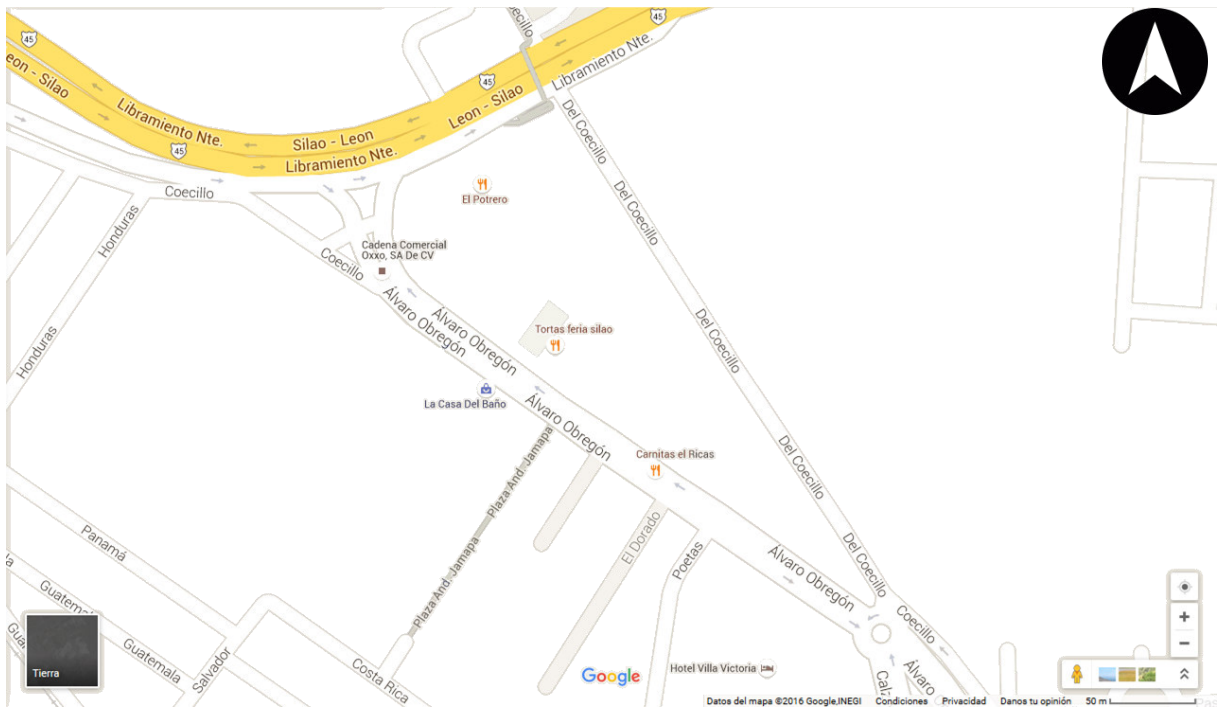 Coecillo
45
45
Libramiento Nte.
eon - Silao
Leon - Silao
45
Del Coecillo
Libramiento Nte.
Silao - Leon
45
Libramiento Nte.
Del Coecillo
Coecillo
El Potrero
Honduras
Cadena Comercial
Oxxo, SA De CV
Coecillo
Álvaro Obregón
Álvaro Obregón
Tortas feria silao
Del Coecillo
Honduras
La Casa Del Baño
Álvaro Obregón
Plaza And. Jamapa
Carnitas el Ricas
Del Coecillo
Panamá
El Dorado
Poetas
Álvaro Obregón
Del Coecillo
Plaza And. Jamapa
Guatemala
Coecillo
Guatemala
Salvador
Costa Rica
Tierra
Google
Hotel Villa Victoria
Álvaro
Datos del mapa ©2016 Google,INEGI Condiciones Privacidad Danos tu opinión 50 m